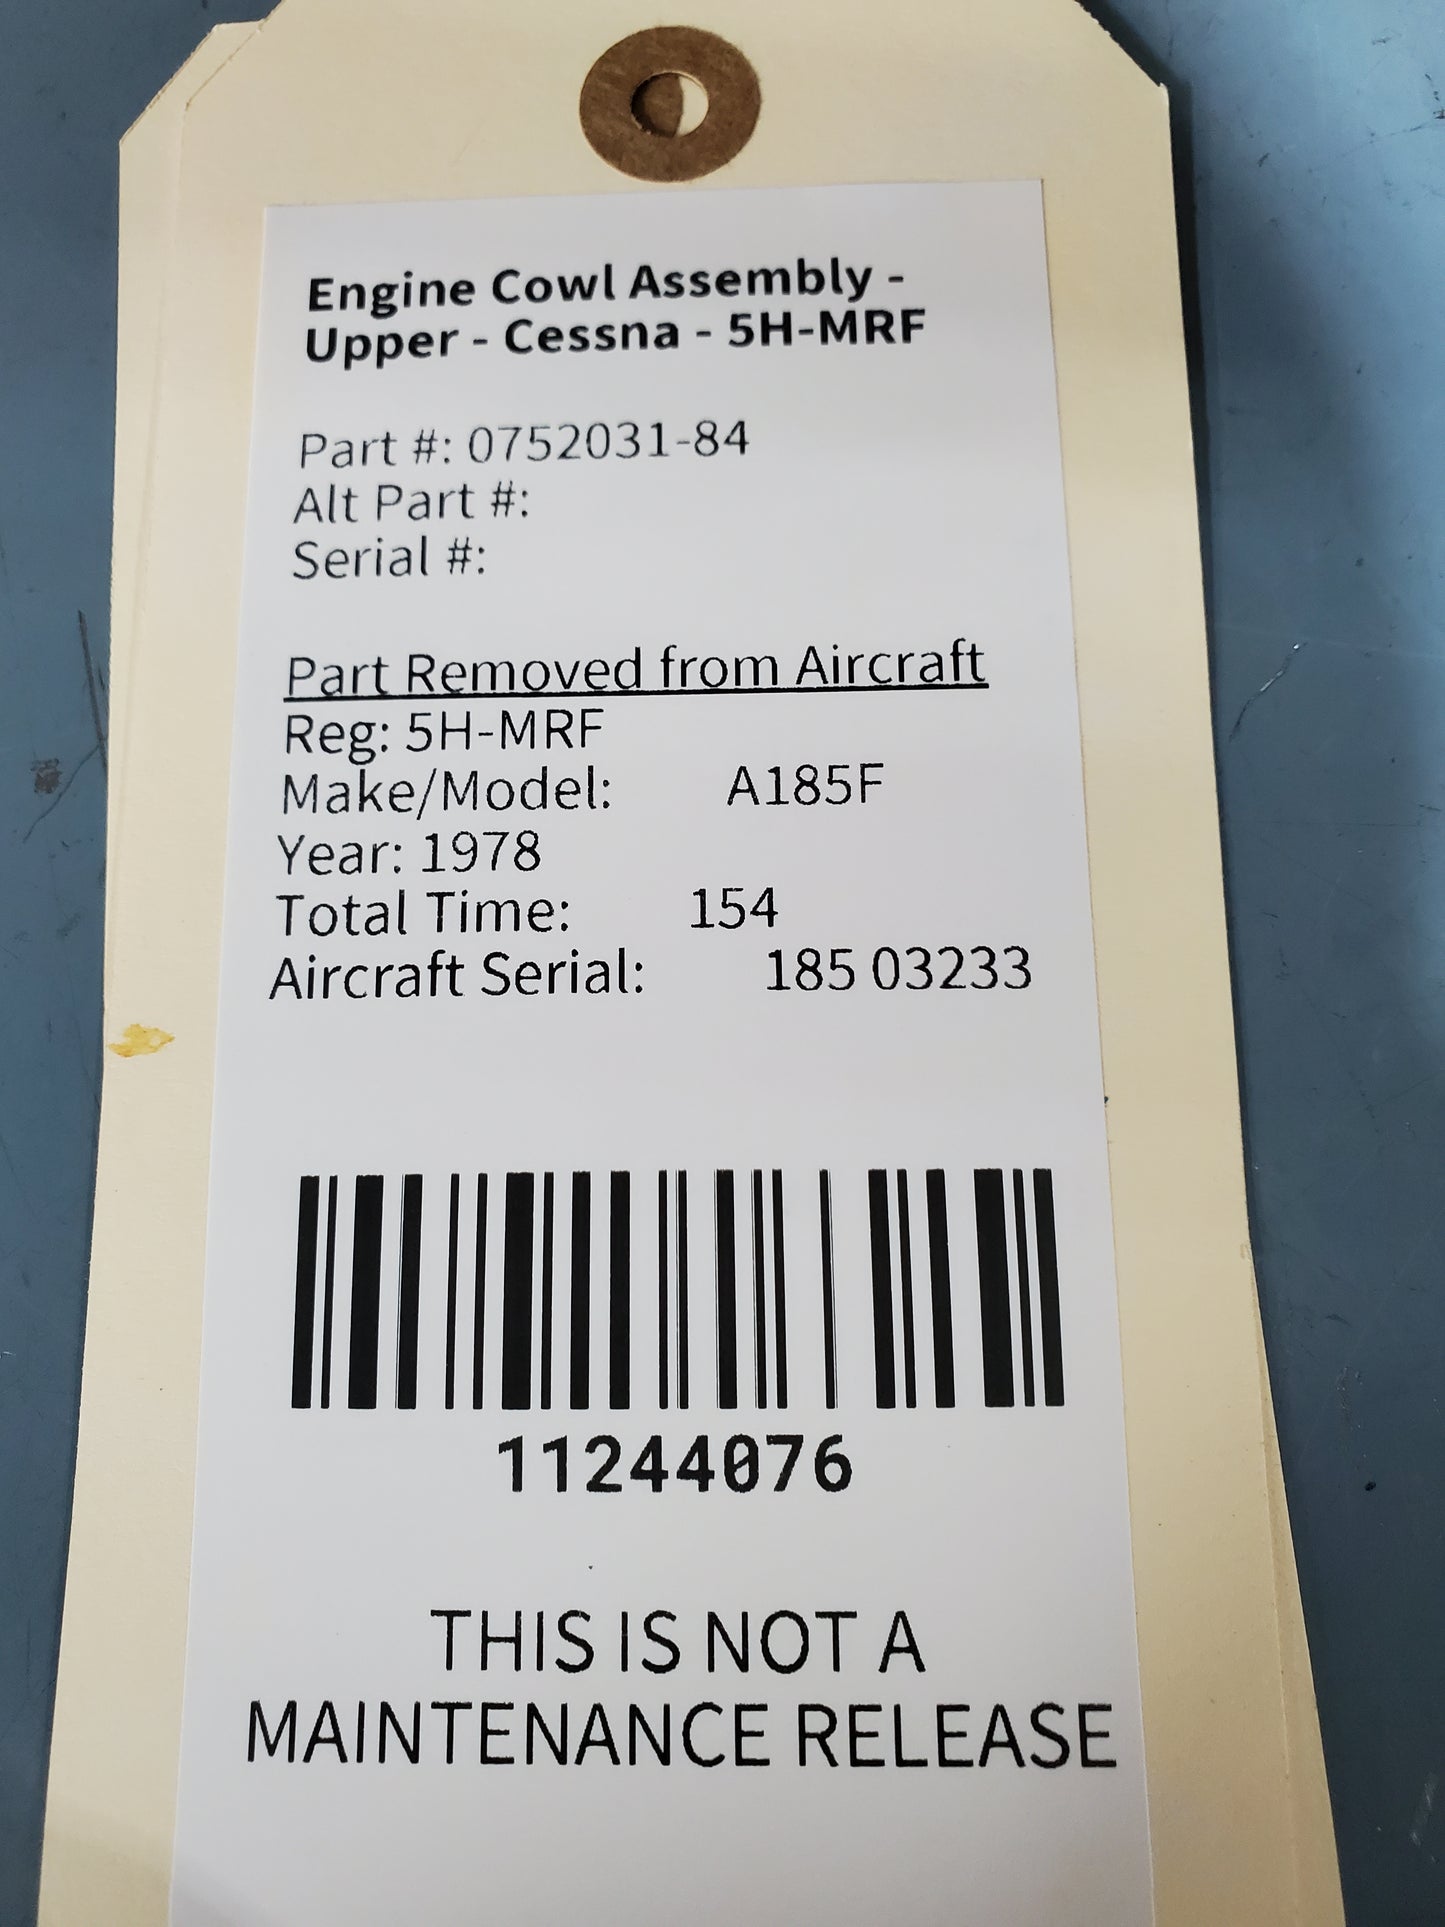 Engine Cowl Assembly -
Upper - Cessna - 5H-MRF
Part #: 0752031-84
Alt Part #:
Serial #:
Part Removed from Aircraft
Reg: 5H-MRF
Make/Model: A185F
Year: 1978
Total Time: 154
Aircraft Serial: 185 03233
11244076
THIS IS NOT A
MAINTENANCE RELEASE